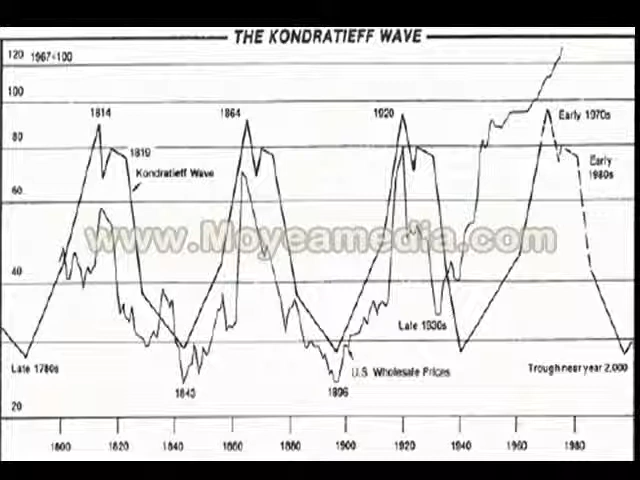 THE KONDRATIEFF WAVE
120 1967=100
100
1814
1864
1920
Early 1970s
80
1819
Early
1980s
Kondratieff Wave
60
www.Moyeamedia.com
40
Late 1930s
Late 1780s
U.S. Wholesale Prices
Trough near year 2,000
1843
1896
20
1800 1820 1840 1860 1880 1900 1920 1940 1960 1980